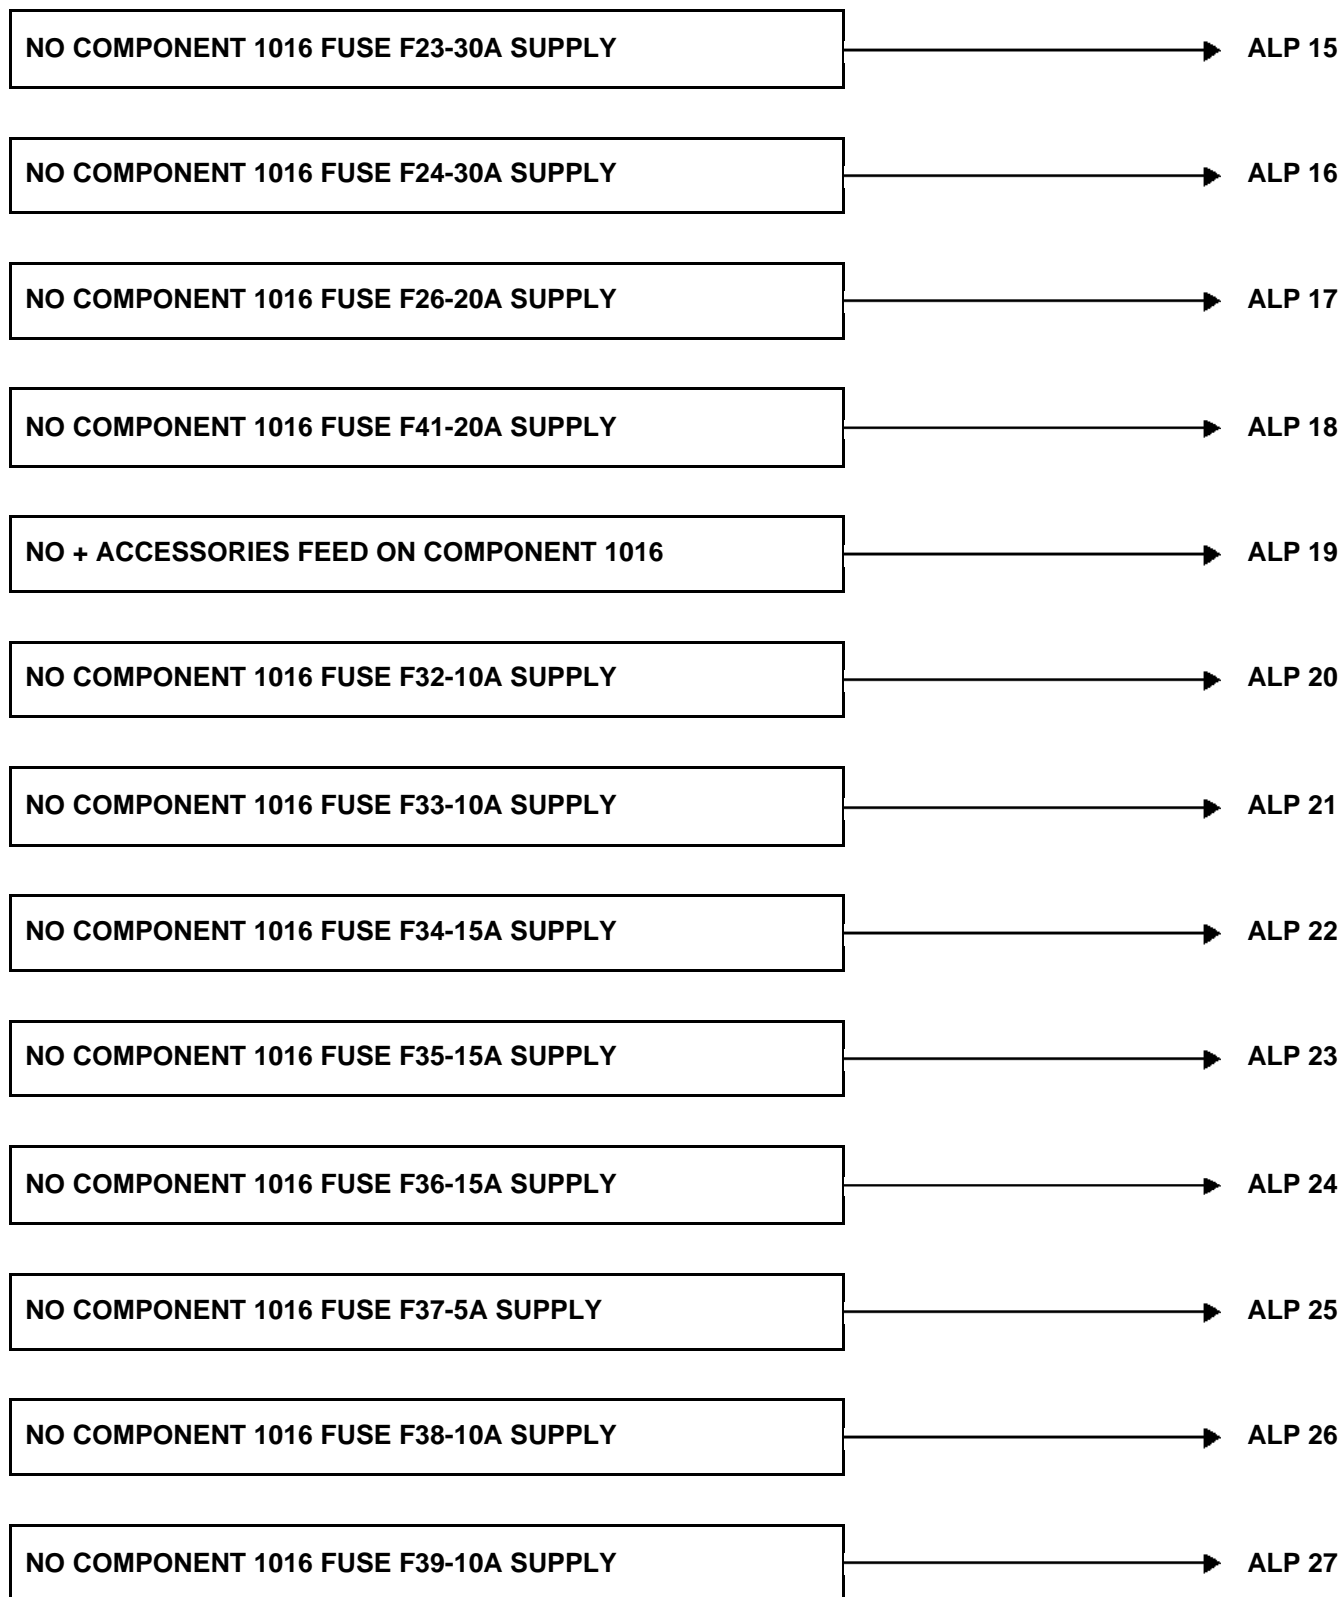 NO COMPONENT 1016 FUSE F23-30A SUPPLY ALP 15
NO COMPONENT 1016 FUSE F24-30A SUPPLY ALP 16
NO COMPONENT 1016 FUSE F26-20A SUPPLY ALP 17
NO COMPONENT 1016 FUSE F41-20A SUPPLY ALP 18
NO + ACCESSORIES FEED ON COMPONENT 1016 ALP 19
NO COMPONENT 1016 FUSE F32-10A SUPPLY ALP 20
NO COMPONENT 1016 FUSE F33-10A SUPPLY ALP 21
NO COMPONENT 1016 FUSE F34-15A SUPPLY ALP 22
NO COMPONENT 1016 FUSE F35-15A SUPPLY ALP 23
NO COMPONENT 1016 FUSE F36-15A SUPPLY ALP 24
NO COMPONENT 1016 FUSE F37-5A SUPPLY ALP 25
NO COMPONENT 1016 FUSE F38-10A SUPPLY ALP 26
NO COMPONENT 1016 FUSE F39-10A SUPPLY ALP 27